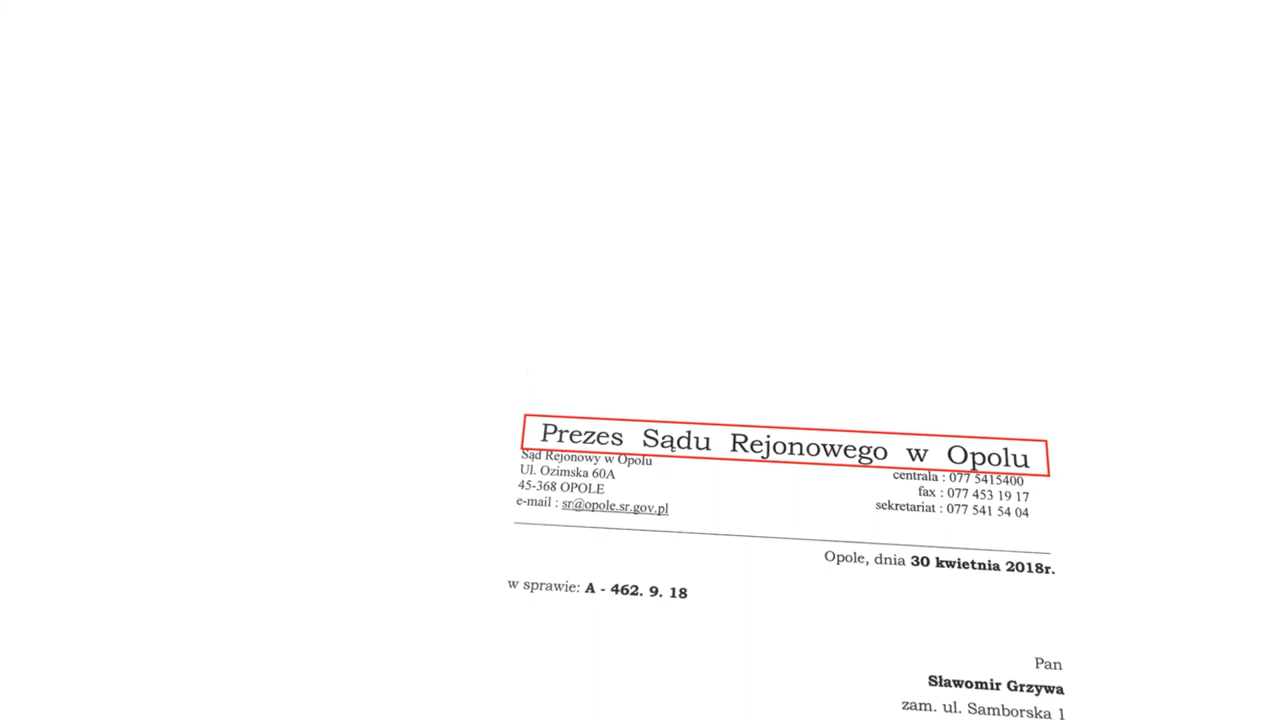 Prezes Sądu Rejonowego w Opolu
Sąd Rejonowy w Opolu
Ul. Ozimska 60A
45-368 OPOLE
e-mail : sr@opole.sr.gov.pl
centrala : 077 5415400
fax : 077 453 19 17
sekretariat : 077 541 54 04
Opole, dnia 30 kwietnia 2018r.
w sprawie: A - 462. 9. 18
Pan
Sławomir Grzywa
zam. ul. Samborska 1